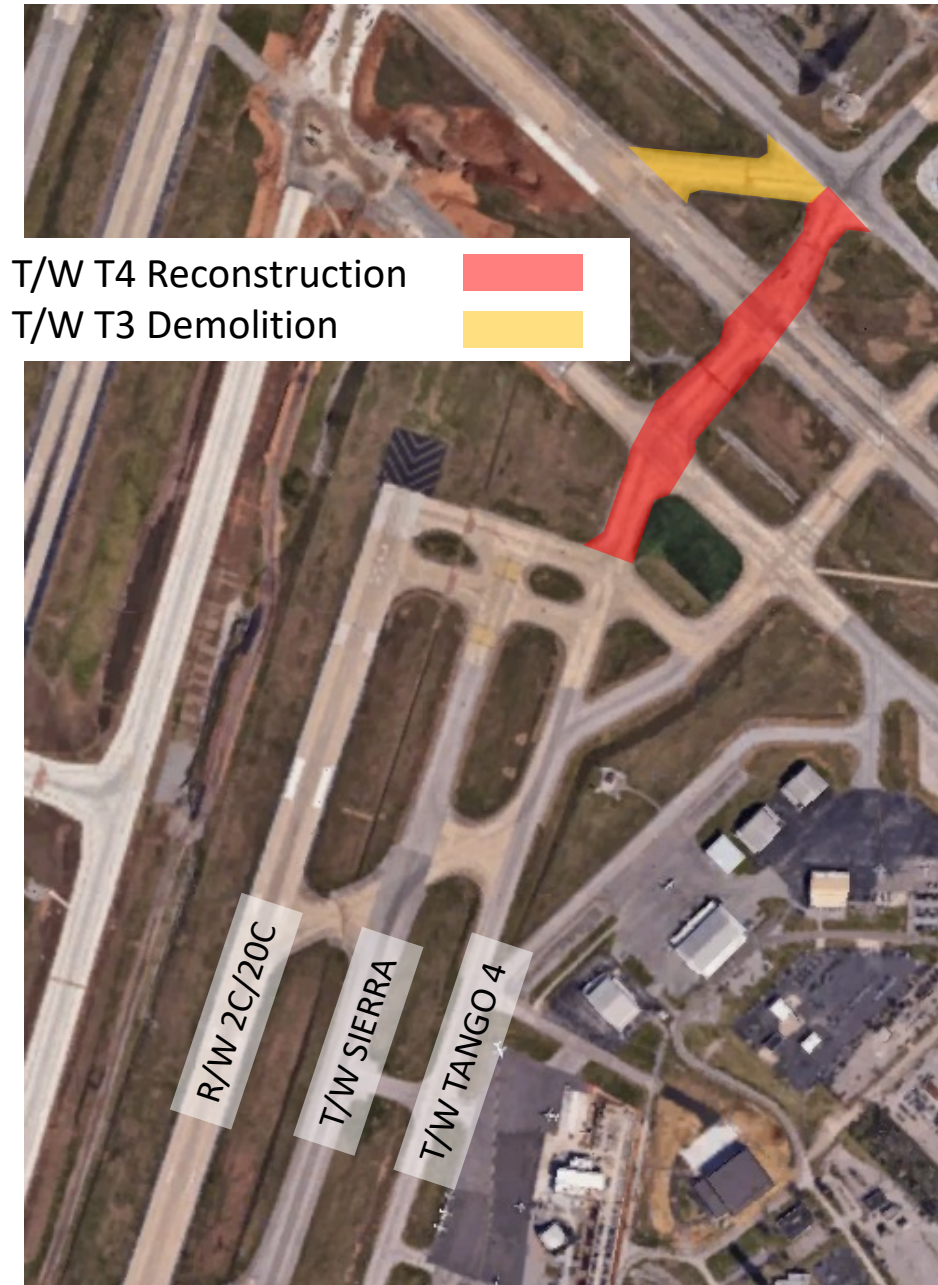 T/W T4 Reconstruction
T/W T3 Demolition
R/W 2C/20C
T/W SIERRA
T/W TANGO 4